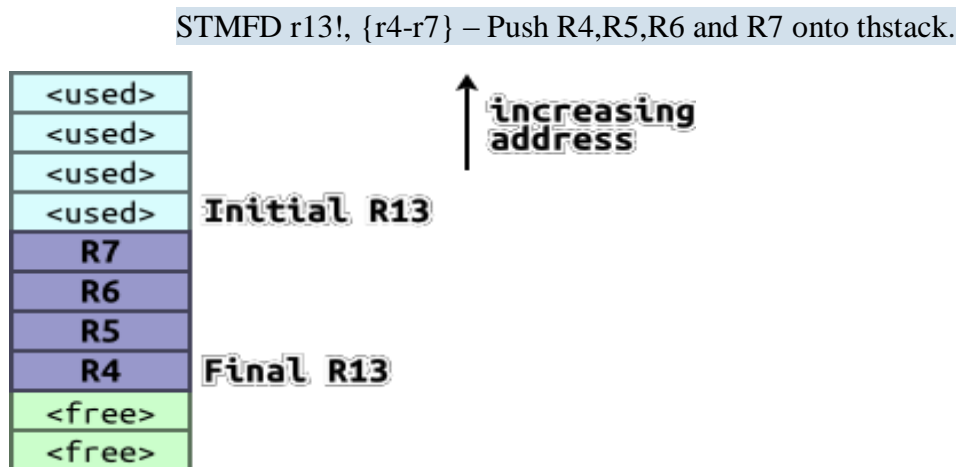 STMFD r13!, {r4-r7} – Push R4,R5,R6 and R7 onto thstack.
<used>
increasing
address
<used>
<used>
<used> Initial R13
R7
R6
R5
R4 Final R13
<free>
<free>